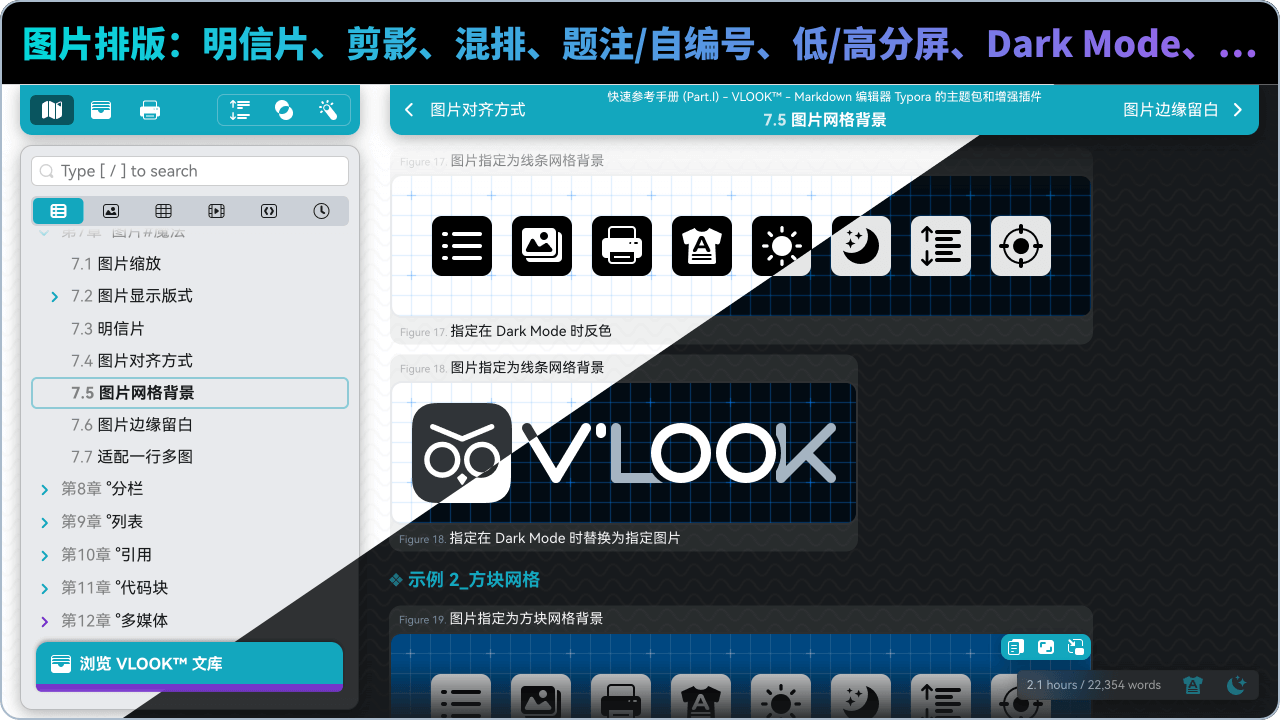 图片排版：明信片、剪影、混排、题注/自编号、低/高分屏、Dark Mode、...
图片对齐方式
快速参考手册 (Part.I) - VLOOK™ - Markdown 编辑器 Typora 的主题包和增强插件
7.5 图片网格背景
图片边缘留白
Type [ / ] to search
第7章 图片#魔法
7.1 图片缩放
7.2 图片显示版式
7.3 明信片
7.4 图片对齐方式
7.5 图片网格背景
7.6 图片边缘留白
7.7 适配一行多图
第8章 °分栏
第9章 °列表
第10章 °引用
第11章 °代码块
第12章 °多媒体
浏览 VLOOK™ 文库
Figure 17. 图片指定为线条网格背景
A
Figure 17. 指定在 Dark Mode 时反色
Figure 18. 图片指定为线条网络背景
VLOOK
Figure 18. 指定在 Dark Mode 时替换为指定图片
❖ 示例 2_方块网格
Figure 19. 图片指定为方块网格背景
A
2.1 hours / 22,354 words